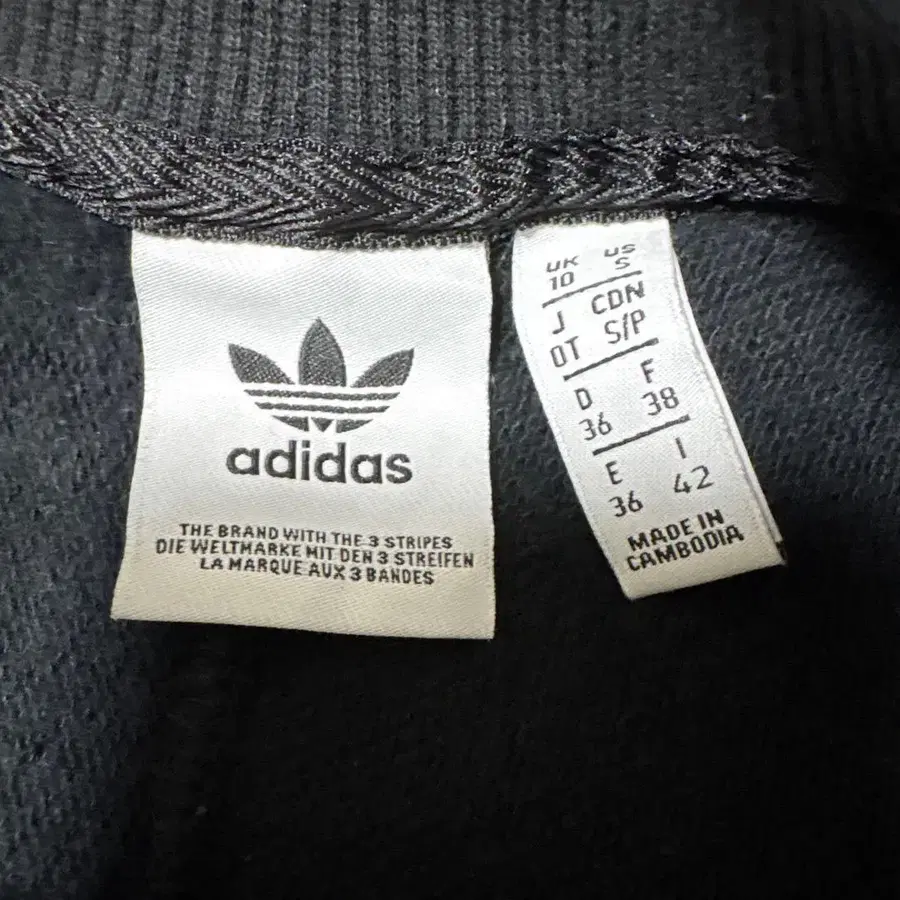 adidas
THE BRAND WITH THE 3 STRIPES
DIE WELTMARKE MIT DEN 3 STREIFEN
LA MARQUE AUX 3 BANDES
UK US
10 S
J CDN
OT S/P
D F
36 38
E I
36 42
MADE IN
CAMBODIA